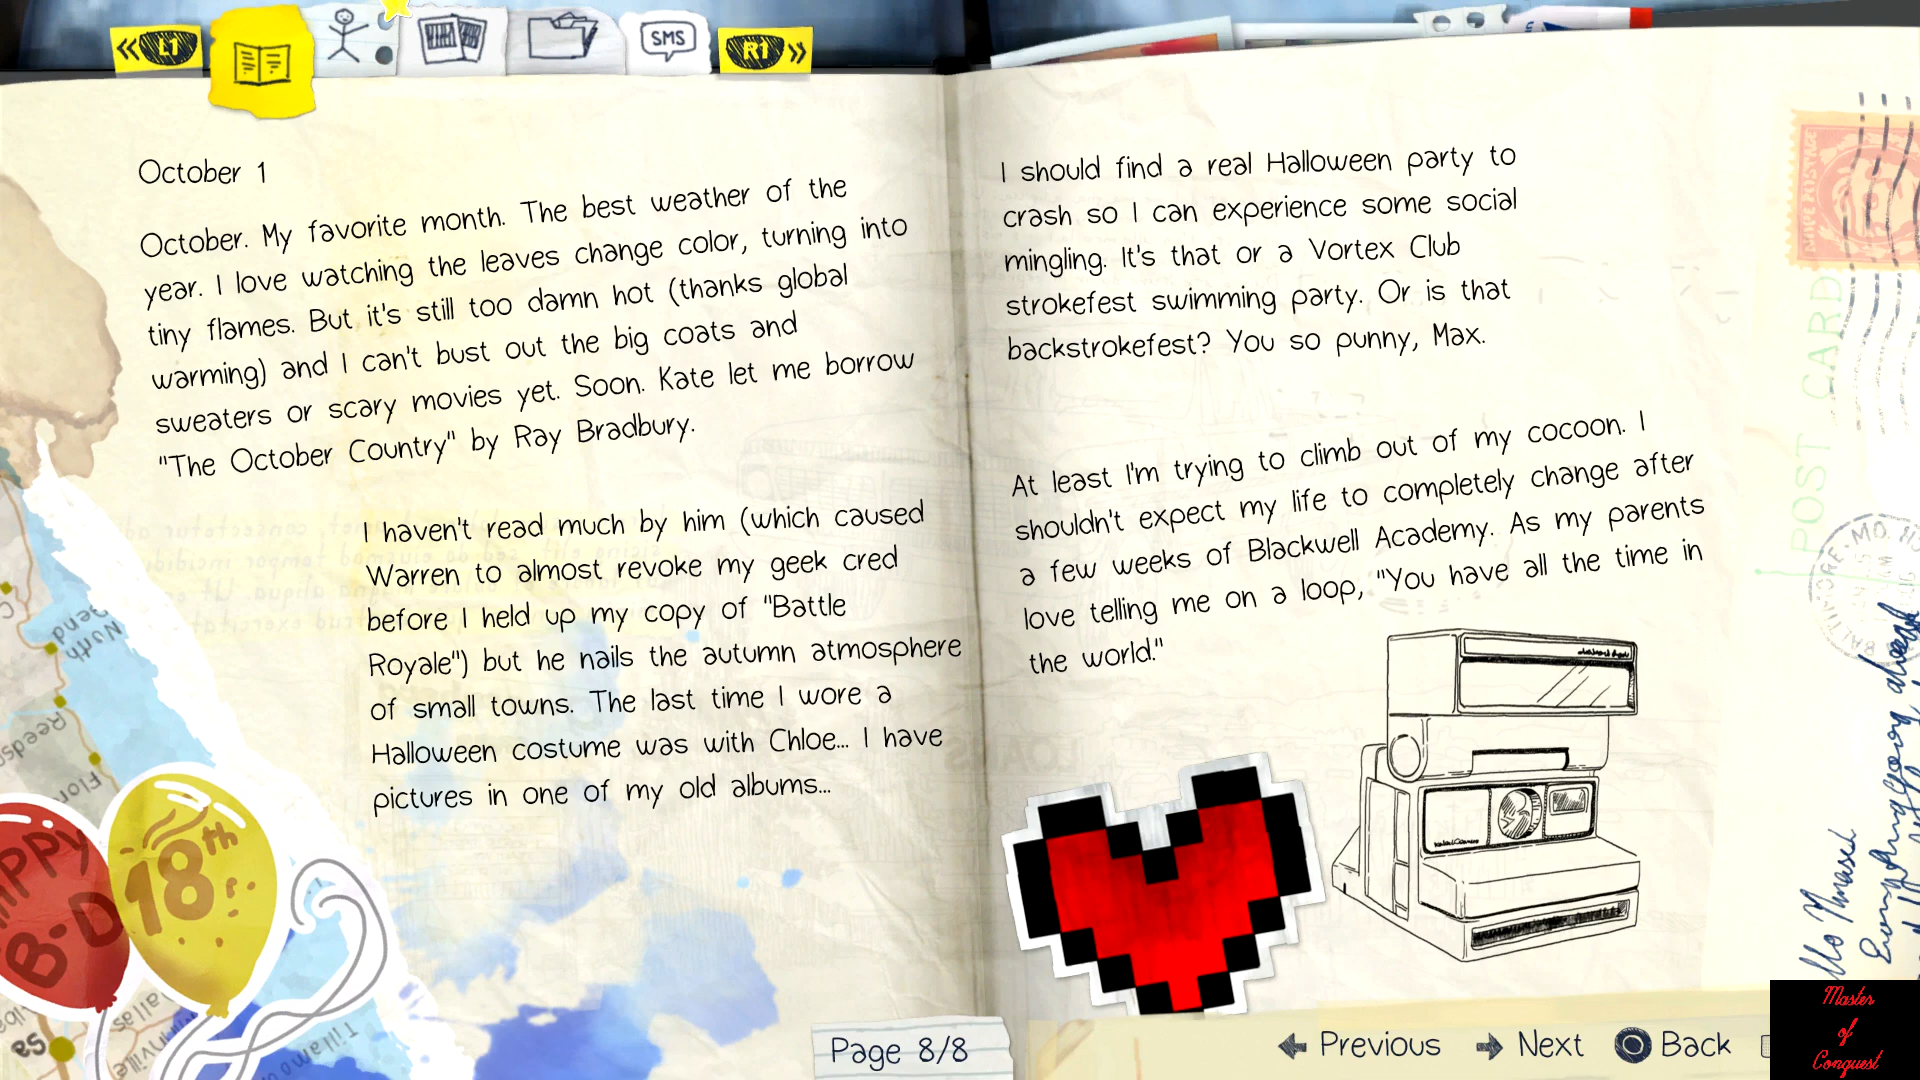 L1
SMS
R1
October 1
October. My favorite month. The best weather of the
year. I love watching the leaves change color, turning into
tiny flames. But it's still too damn hot (thanks global
warming) and I can't bust out the big coats and
sweaters or scary movies yet. Soon. Kate let me borrow
"The October Country" by Ray Bradbury.
I haven't read much by him (which caused
Warren to almost revoke my geek cred
before I held up my copy of "Battle
Royale") but he nails the autumn atmosphere
of small towns. The last time I wore a
Halloween costume was with Chloe... I have
pictures in one of my old albums...
I should find a real Halloween party to
crash so I can experience some social
mingling. It's that or a Vortex Club
strokefest swimming party. Or is that
backstrokefest? You so punny, Max.
At least I'm trying to climb out of my cocoon. I
shouldn't expect my life to completely change after
a few weeks of Blackwell Academy. As my parents
love telling me on a loop, "You have all the time in
the world."
North
Bend
Reedsp
Flor
B-D
18th
allas
nville
Tillamo
POST CARD
Page 8/8
Previous
Next
Back
Master
of
Conquest